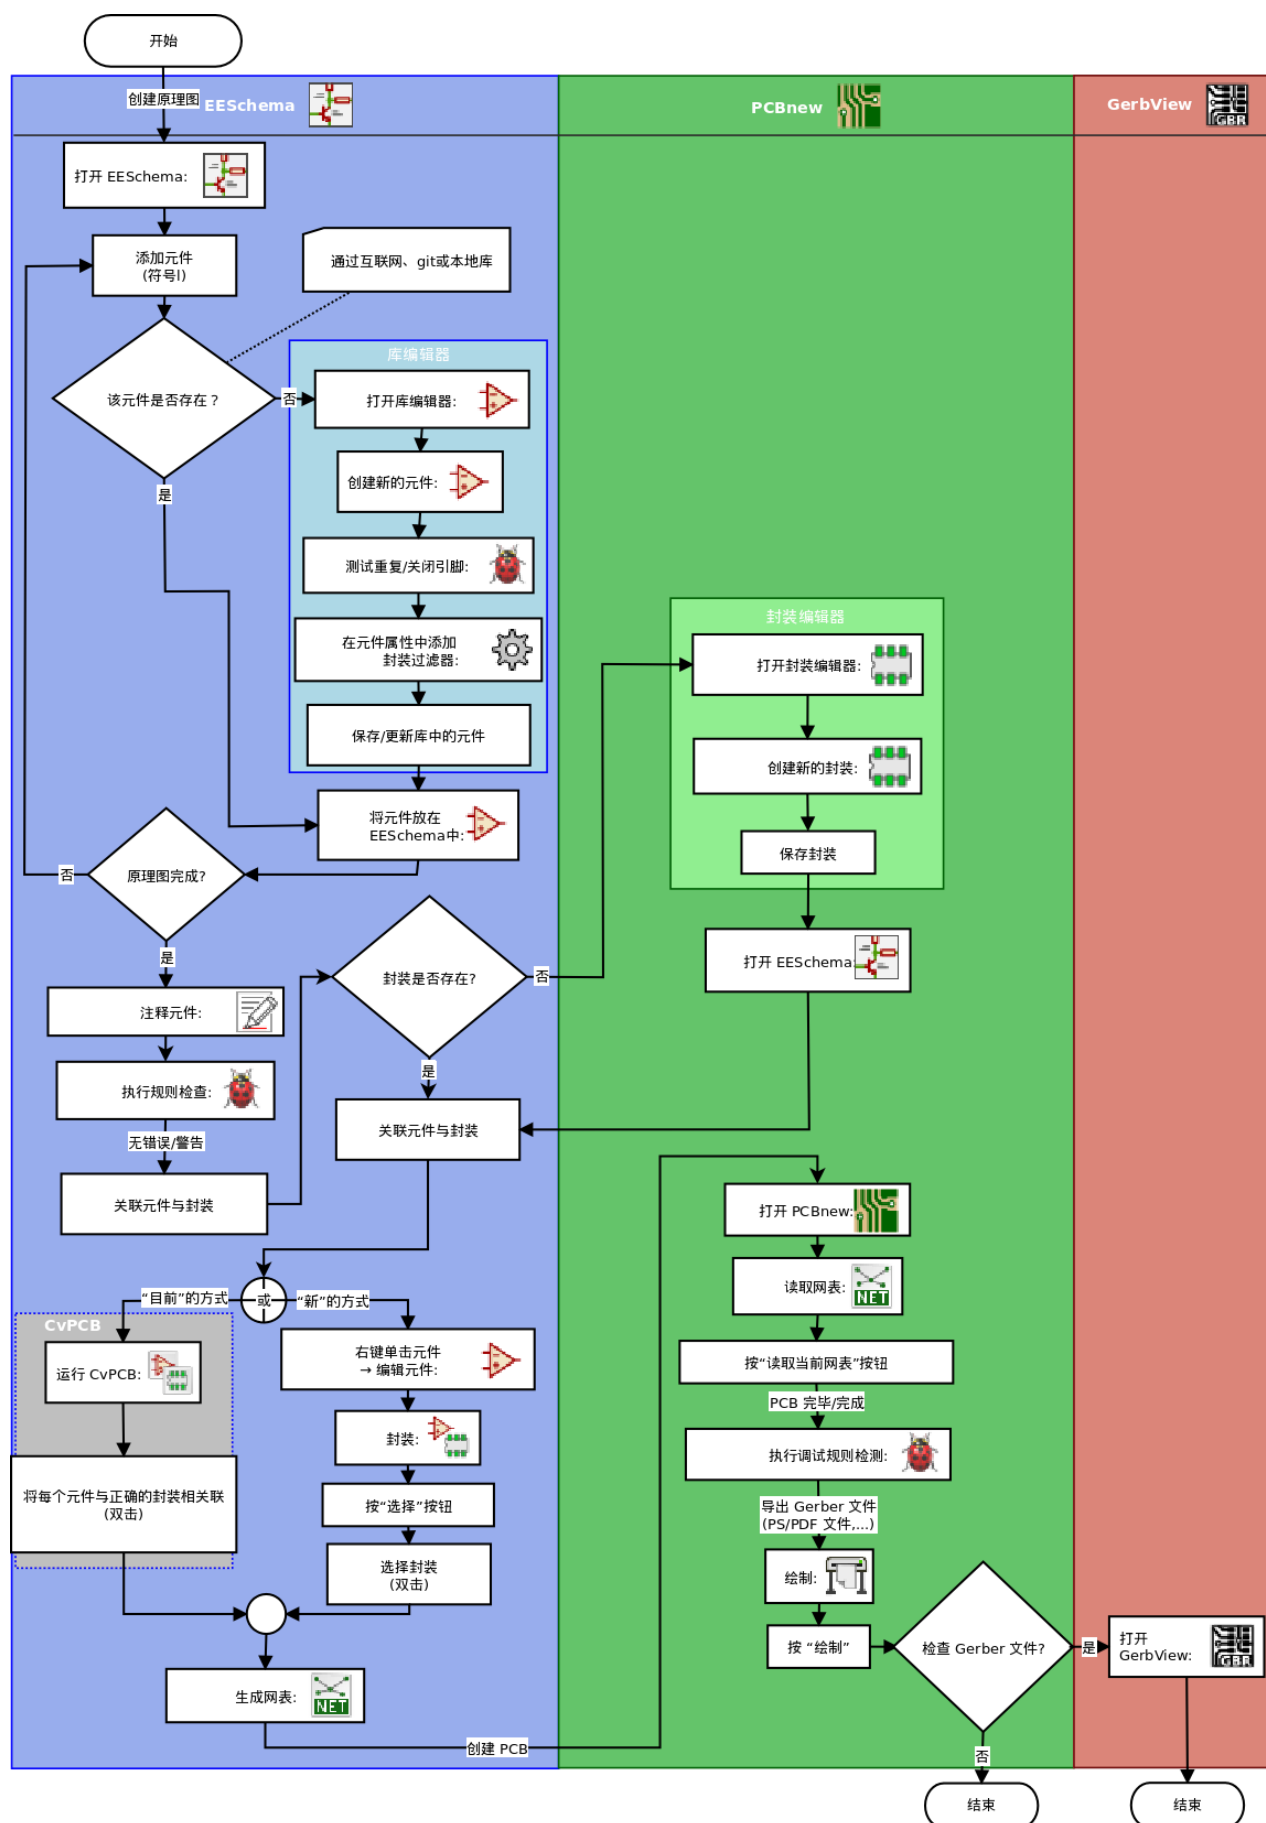 开始
创建原理图
EESchema
PCBnew
GerbView
GBR
打开 EESchema:
添加元件
(符号l)
通过互联网、git或本地库
该元件是否存在？
否
是
库编辑器
打开库编辑器:
创建新的元件:
测试重复/关闭引脚:
在元件属性中添加
封装过滤器:
保存/更新库中的元件
将元件放在
EESchema中:
原理图完成?
否
是
注释元件:
执行规则检查:
无错误/警告
关联元件与封装
封装是否存在?
否
是
关联元件与封装
封装编辑器
打开封装编辑器:
创建新的封装:
保存封装
打开 EESchema:
或
“目前”的方式
“新”的方式
CvPCB
运行 CvPCB:
将每个元件与正确的封装相关联
(双击)
右键单击元件
→ 编辑元件:
封装:
按“选择”按钮
选择封装
(双击)
生成网表:
NET
创建 PCB
打开 PCBnew:
读取网表:
NET
按“读取当前网表”按钮
PCB 完毕/完成
执行调试规则检测:
导出 Gerber 文件
(PS/PDF 文件,...)
绘制:
按 “绘制”
检查 Gerber 文件?
是
否
打开
GerbView:
GBR
结束
结束